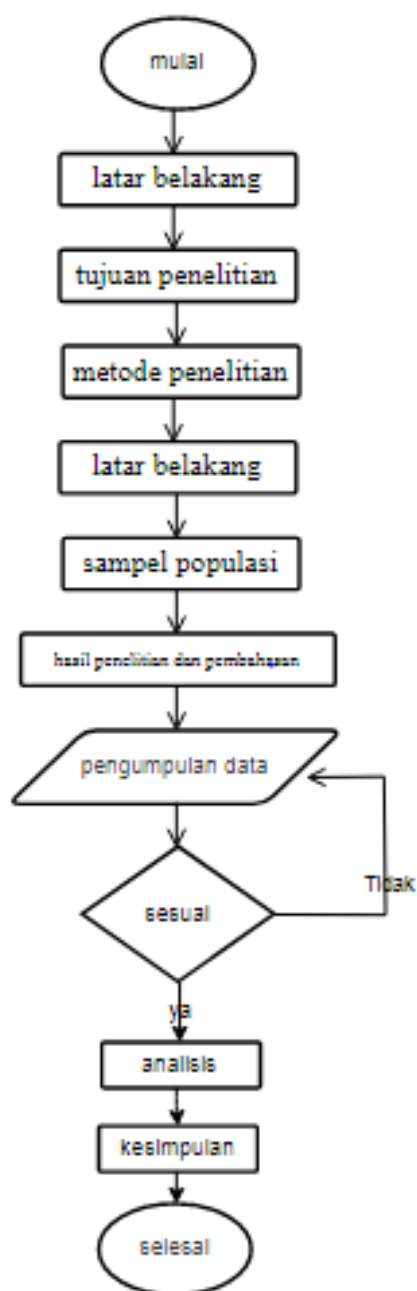 mulai
latar belakang
tujuan penelitian
metode penelitian
latar belakang
sampel populasi
hasil penelitian dan pembahasan
pengumpulan data
sesuai
Tidak
ya
analisis
kesimpulan
selesai